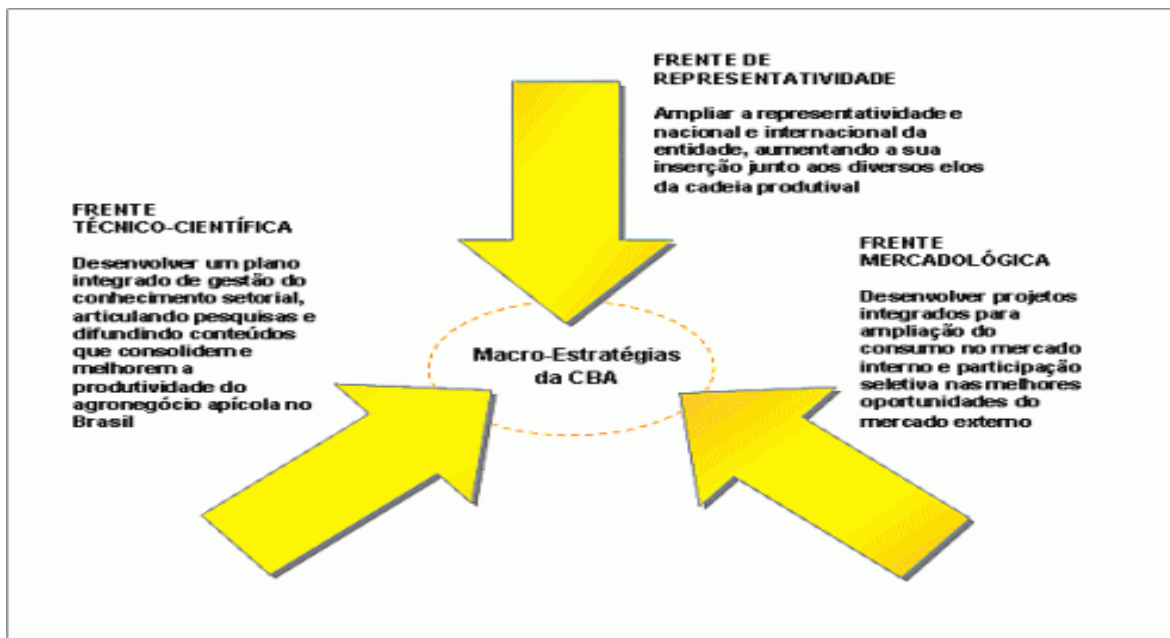 FRENTE DE
REPRESENTATIVIDADE
Ampliar a representatividade e
nacional e internacional da
entidade, aumentando a sua
inserção junto aos diversos elos
da cadeia produtival
FRENTE
TÉCNICO-CIENTÍFICA
Desenvolver um plano
integrado de gestão do
conhecimento setorial,
articulando pesquisas e
difundindo conteúdos
que consolidem e
melhorem a
produtividade do
agronegócio apícola no
Brasil
FRENTE
MERCADOLÓGICA
Desenvolver projetos
integrados para
ampliação do
consumo no mercado
interno e participação
seletiva nas melhores
oportunidades do
mercado externo
Macro-Estratégias
da CBA